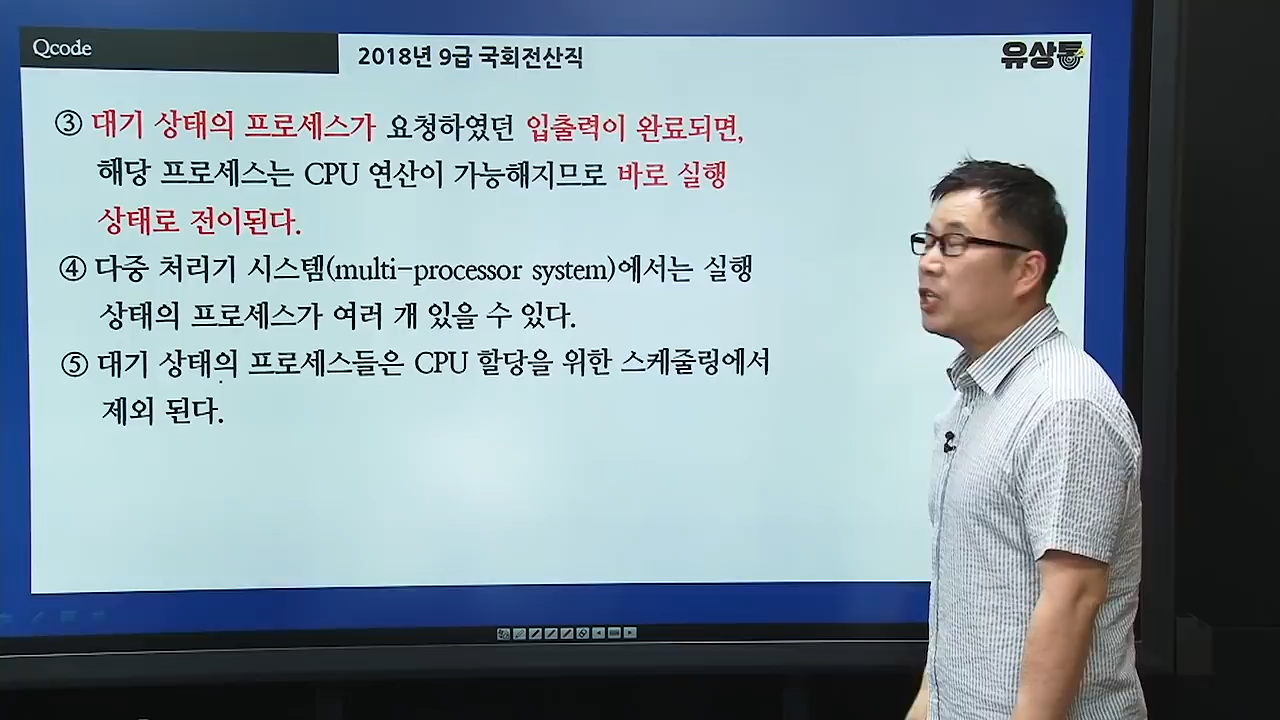 Qcode
2018년 9급 국회전산직
유상통
③ 대기 상태의 프로세스가 요청하였던 입출력이 완료되면,
해당 프로세스는 CPU 연산이 가능해지므로 바로 실행
상태로 전이된다.
④ 다중 처리기 시스템(multi-processor system)에서는 실행
상태의 프로세스가 여러 개 있을 수 있다.
⑤ 대기 상태의 프로세스들은 CPU 할당을 위한 스케줄링에서
제외 된다.